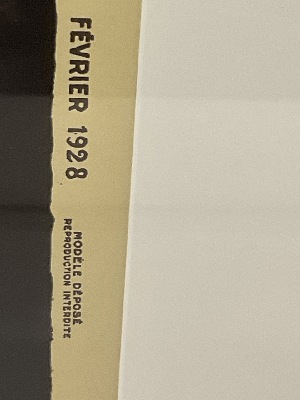 FÉVRIER 1928
MODÈLE DÉPOSÉ
REPRODUCTION INTERDITE